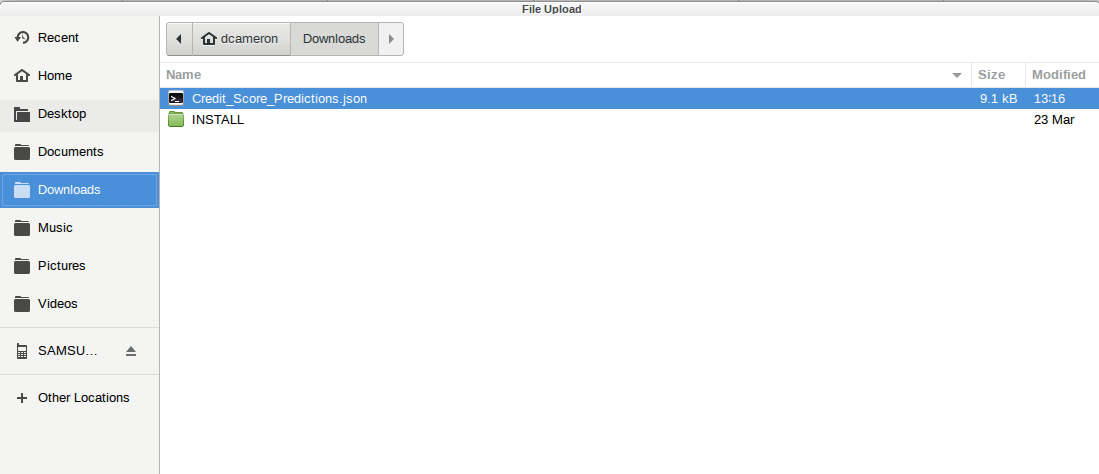 File Upload
Recent
Home
Desktop
Documents
Downloads
Music
Pictures
Videos
SAMSU...
Other Locations
dcameron Downloads
Name Size Modified
Credit_Score_Predictions.json 9.1 kB 13:16
INSTALL 23 Mar